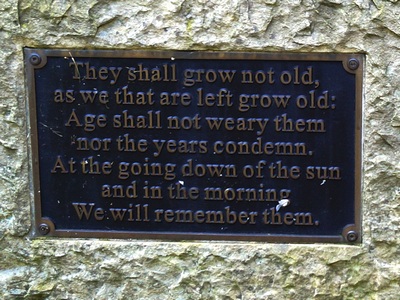 They shall grow not old,
as we that are left grow old:
Age shall not weary them
nor the years condemn.
At the going down of the sun
and in the morning
We will remember them.